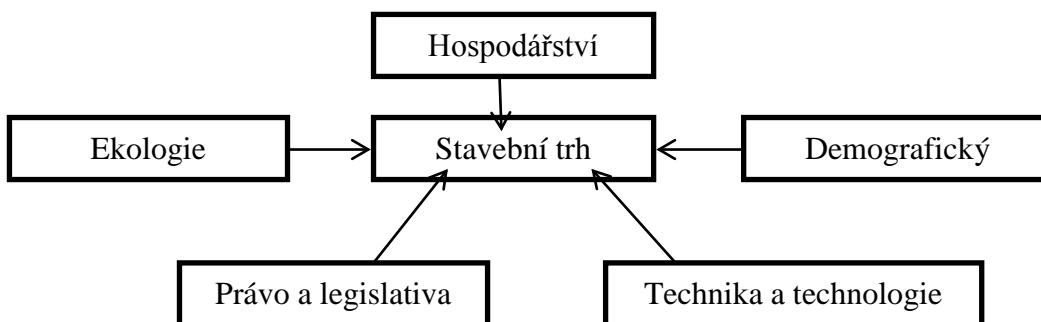 Hospodářství
Ekologie
Stavební trh
Demografický
Právo a legislativa
Technika a technologie